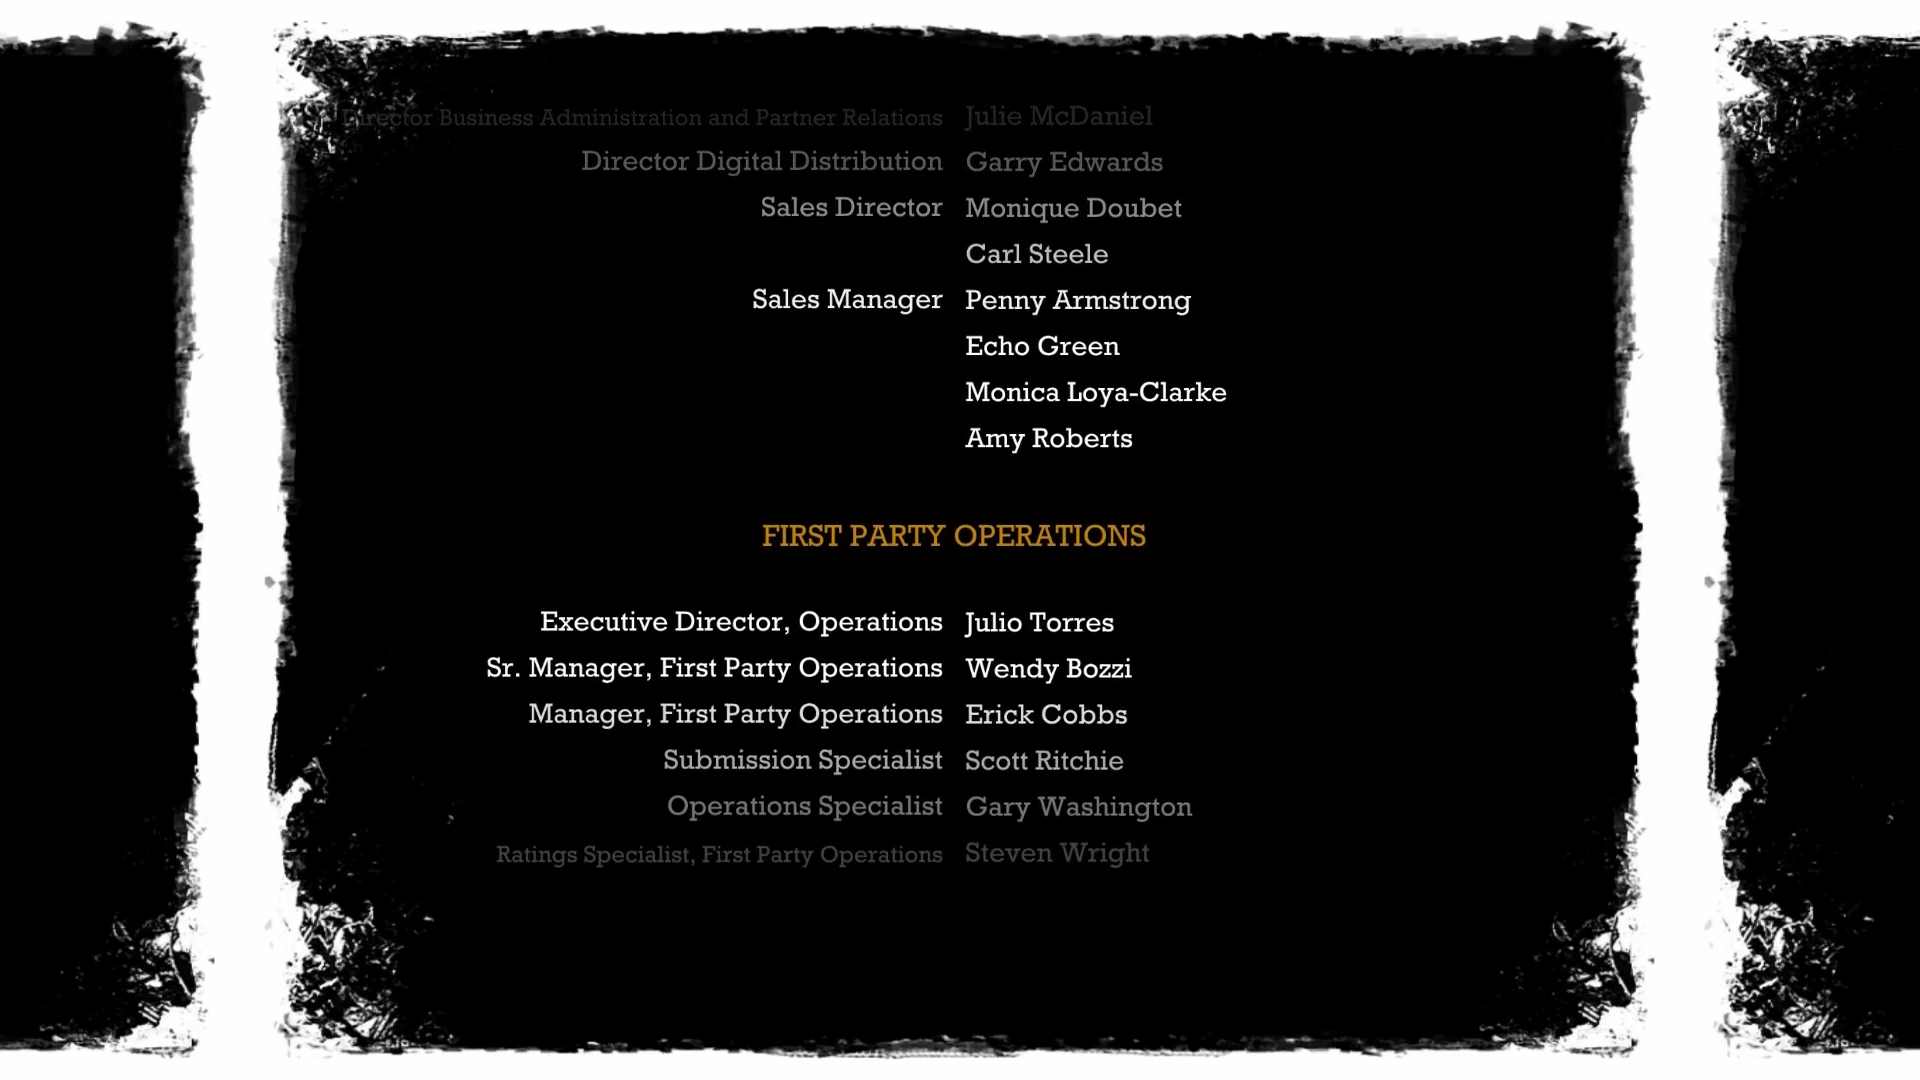 Director Business Administration and Partner Relations Julie McDaniel
Director Digital Distribution Garry Edwards
Sales Director Monique Doubet
Carl Steele
Sales Manager Penny Armstrong
Echo Green
Monica Loya-Clarke
Amy Roberts
FIRST PARTY OPERATIONS
Executive Director, Operations Julio Torres
Sr. Manager, First Party Operations Wendy Bozzi
Manager, First Party Operations Erick Cobbs
Submission Specialist Scott Ritchie
Operations Specialist Gary Washington
Ratings Specialist, First Party Operations Steven Wright